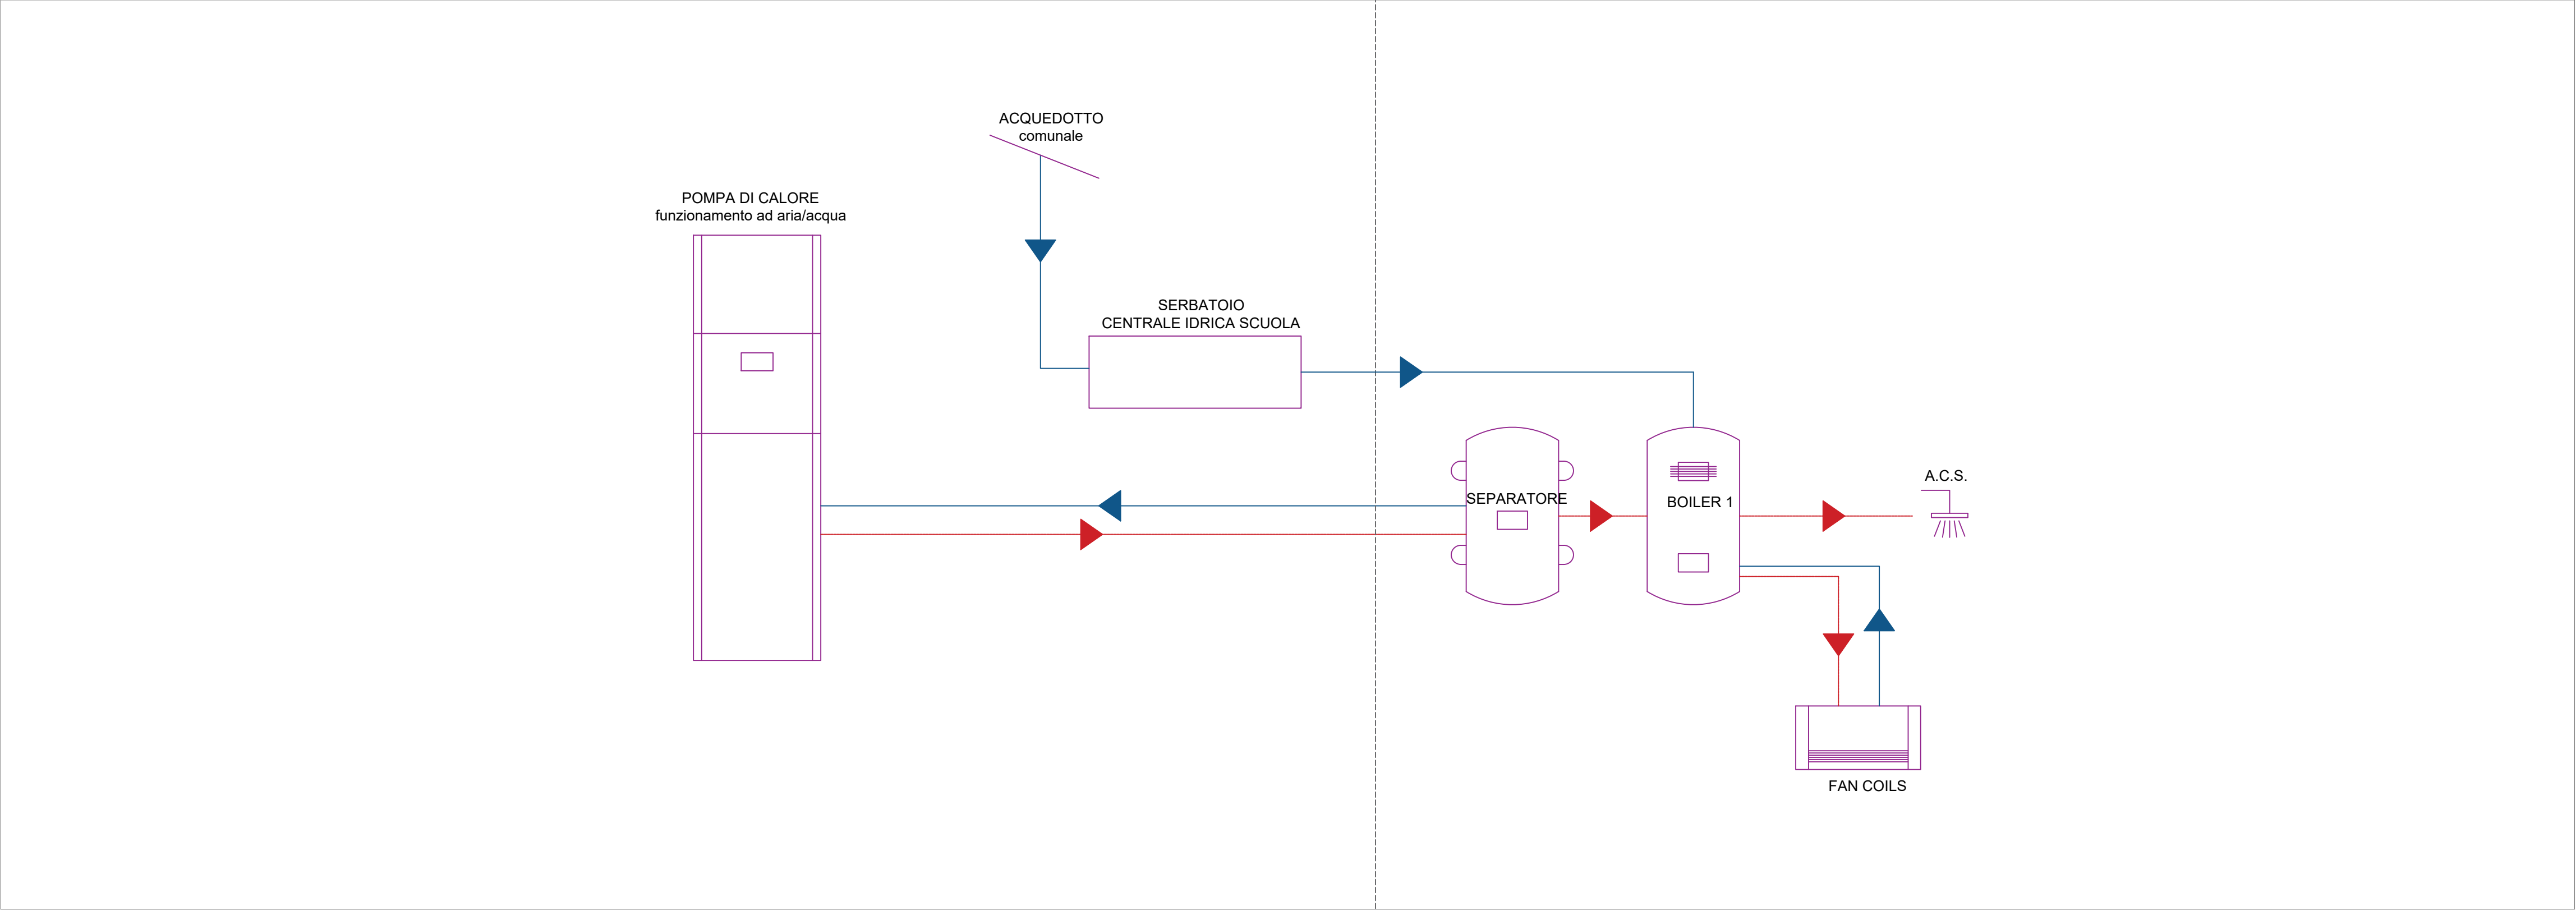 ACQUEDOTTO
comunale
POMPA DI CALORE
funzionamento ad aria/acqua
SERBATOIO
CENTRALE IDRICA SCUOLA
SEPARATORE
BOILER 1
A.C.S.
FAN COILS